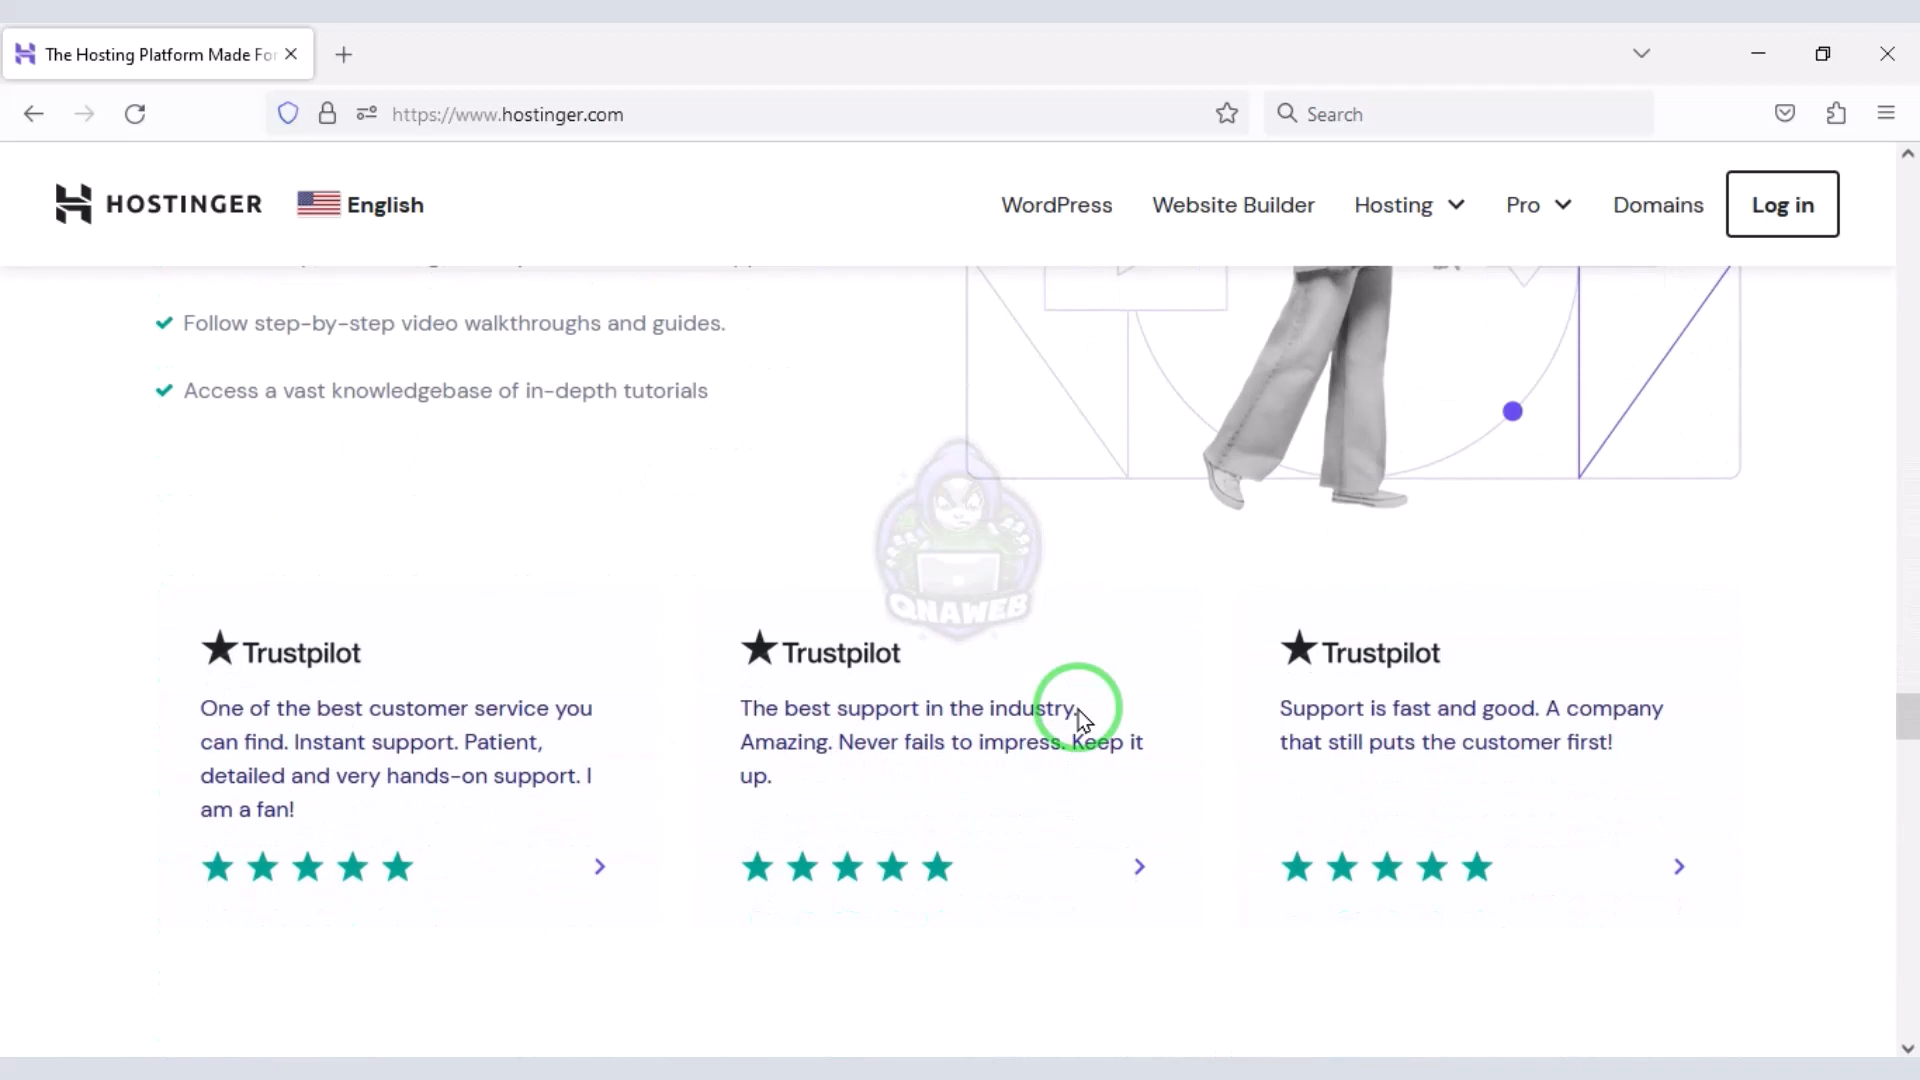 The Hosting Platform Made For
https://www.hostinger.com
Search
HOSTINGER
English
WordPress
Website Builder
Hosting
Pro
Domains
Log in
Follow step-by-step video walkthroughs and guides.
Access a vast knowledgebase of in-depth tutorials
QNAWEB
Trustpilot
One of the best customer service you
can find. Instant support. Patient,
detailed and very hands-on support. I
am a fan!
Trustpilot
The best support in the industry.
Amazing. Never fails to impress. Keep it
up.
Trustpilot
Support is fast and good. A company
that still puts the customer first!